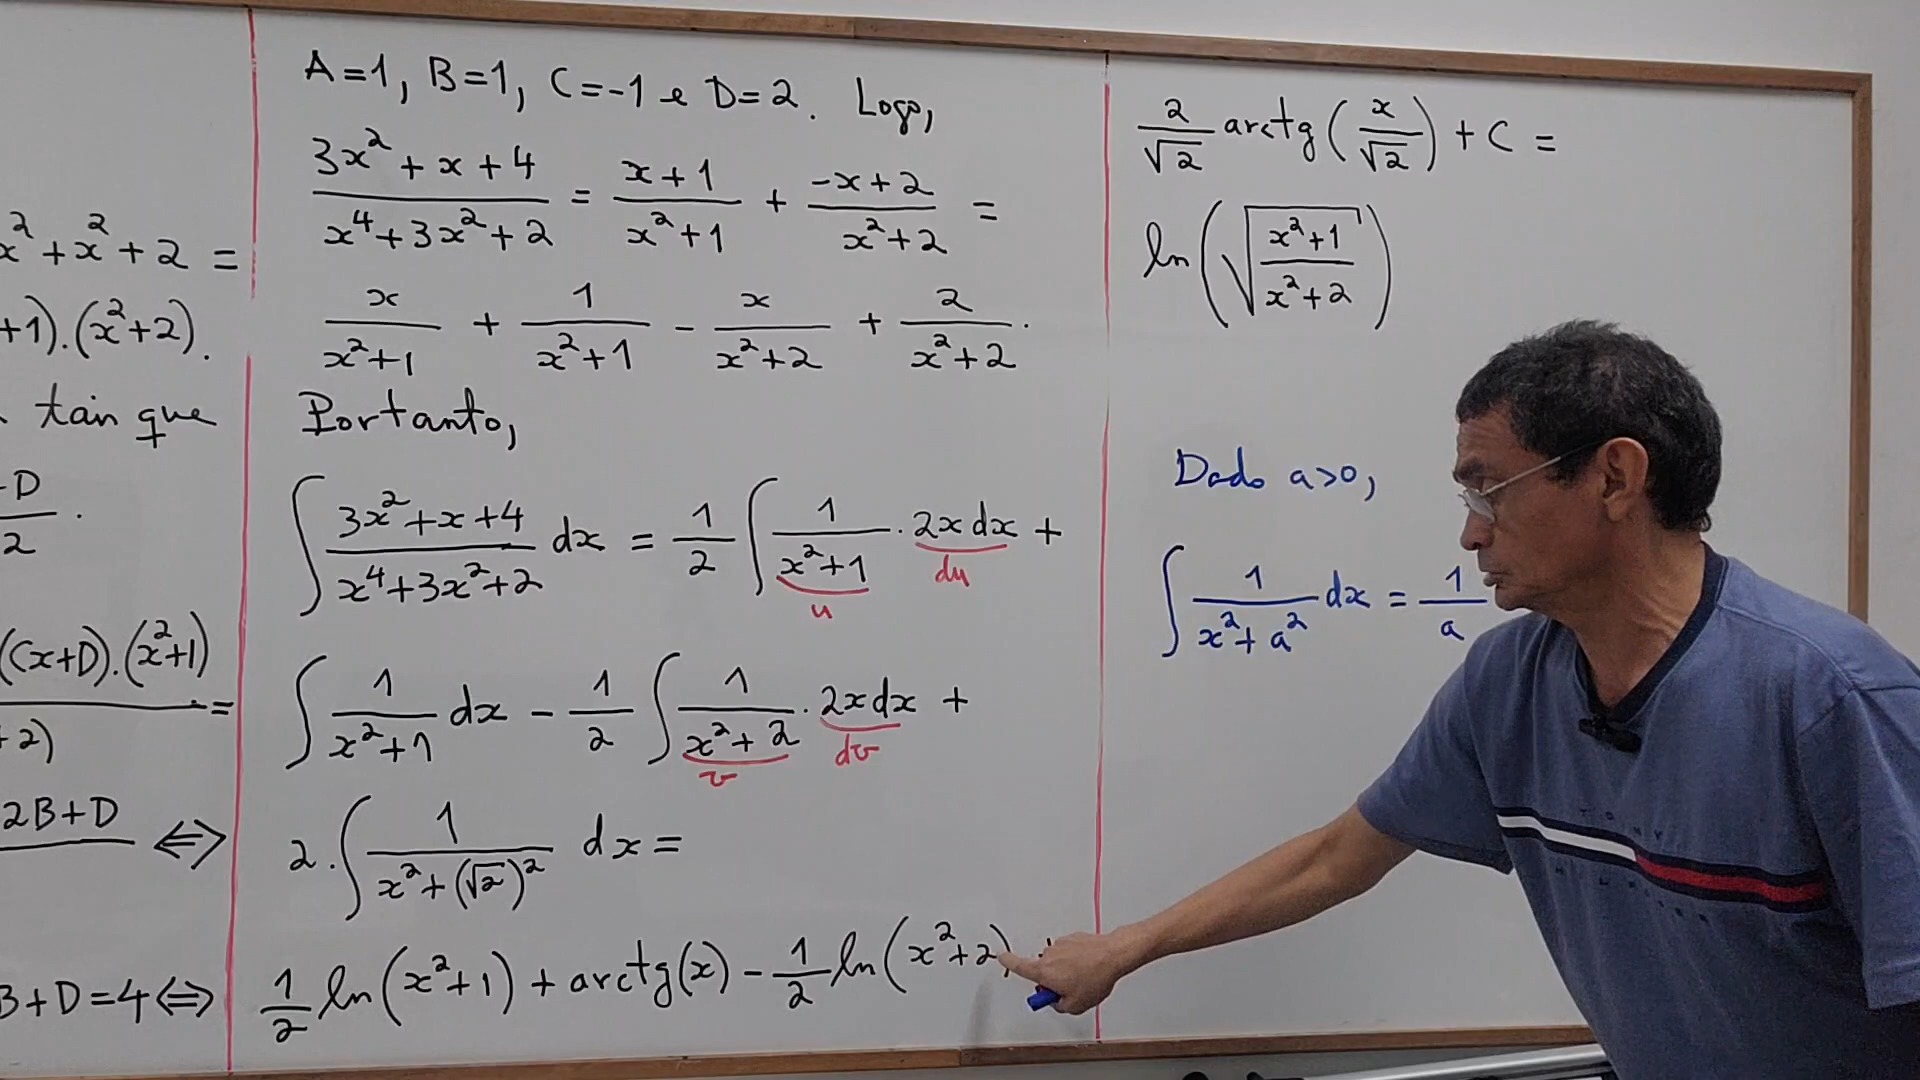 x² + x² + 2 =
+1).(x²+2).
tais que
-D
2 .
(Cx+D).(x²+1) =
+2)
2B+D ⇔
B+D=4⇔
A=1, B=1, C=-1 e D=2. Logo,
3x²+x+4 / x⁴+3x²+2 = x+1 / x²+1 + -x+2 / x²+2 =
x / x²+1 + 1 / x²+1 - x / x²+2 + 2 / x²+2 .
Portanto,
∫ 3x²+x+4 / x⁴+3x²+2 dx = 1/2 ∫ 1 / x²+1 . 2x dx +
u du
∫ 1 / x²+1 dx - 1/2 ∫ 1 / x²+2 . 2x dx +
v dv
2.∫ 1 / x²+(√2)² dx =
1/2 ln(x²+1) + arctg(x) - 1/2 ln(x²+2) +
2/√2 arctg(x/√2) + C =
ln(√(x²+1 / x²+2))
Dado a>0,
∫ 1 / x²+a² dx = 1/a